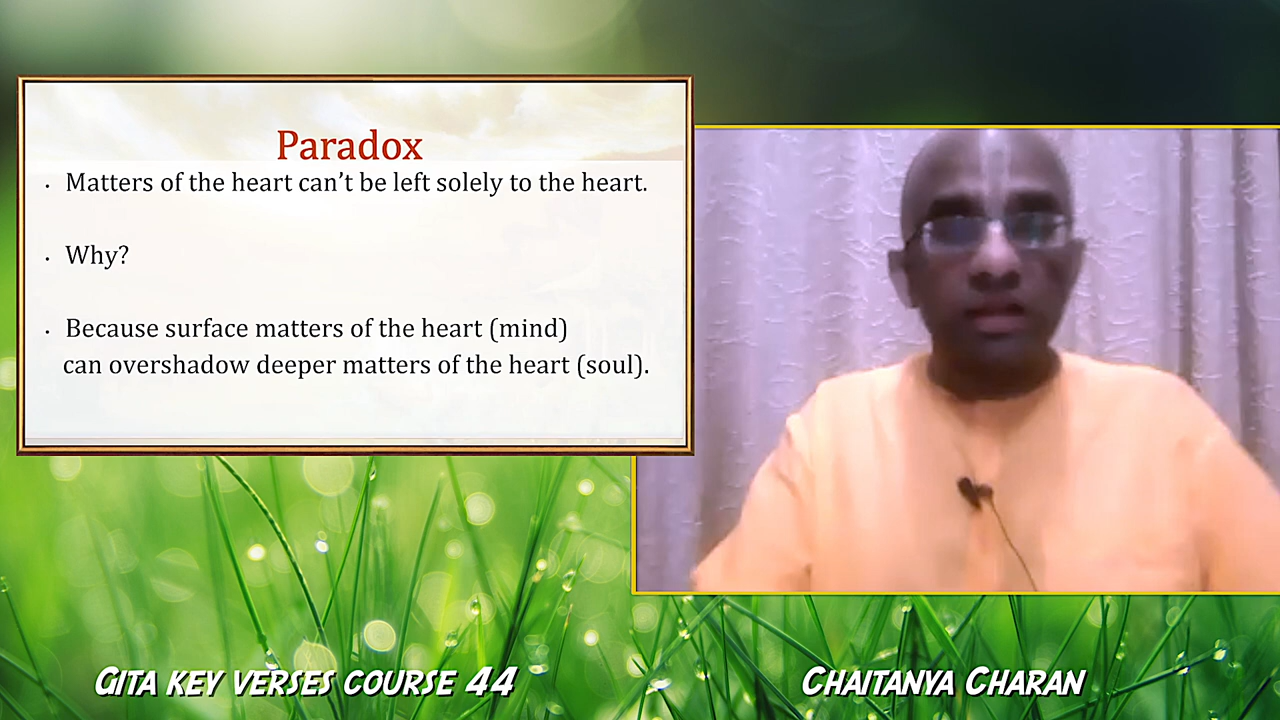 Paradox
· Matters of the heart can’t be left solely to the heart.
· Why?
· Because surface matters of the heart (mind)
can overshadow deeper matters of the heart (soul).
GITA KEY VERSES COURSE 44
CHAITANYA CHARAN